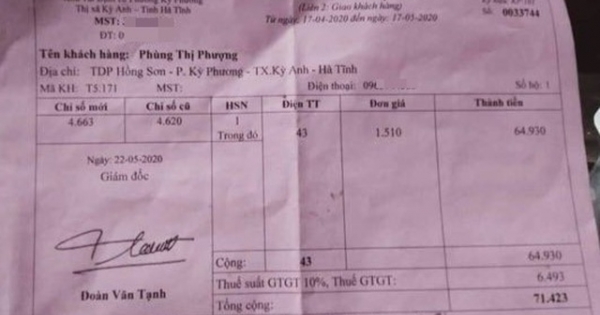 Thị xã Kỳ Anh - Tỉnh Hà Tĩnh
MST:
ĐT: 0
(Liên 2: Giao khách hàng)
Từ ngày: 17-04-2020 đến ngày: 17-05-2020
Số: 0033744
Tên khách hàng: Phùng Thị Phượng
Địa chỉ: TDP Hồng Sơn - P. Kỳ Phương - TX.Kỳ Anh - Hà Tĩnh
Mã KH: T5.171 MST: Điện thoại: 09 Số hộ: 1
Chỉ số mới Chỉ số cũ HSN Điện TT Đơn giá Thành tiền
4.663 4.620 1
Trong đó 43 1.510 64.930
Ngày: 22-05-2020
Giám đốc
Đoàn Văn Tạnh
Cộng: 43 64.930
Thuế suất GTGT 10%, Thuế GTGT: 6.493
Tổng cộng: 71.423